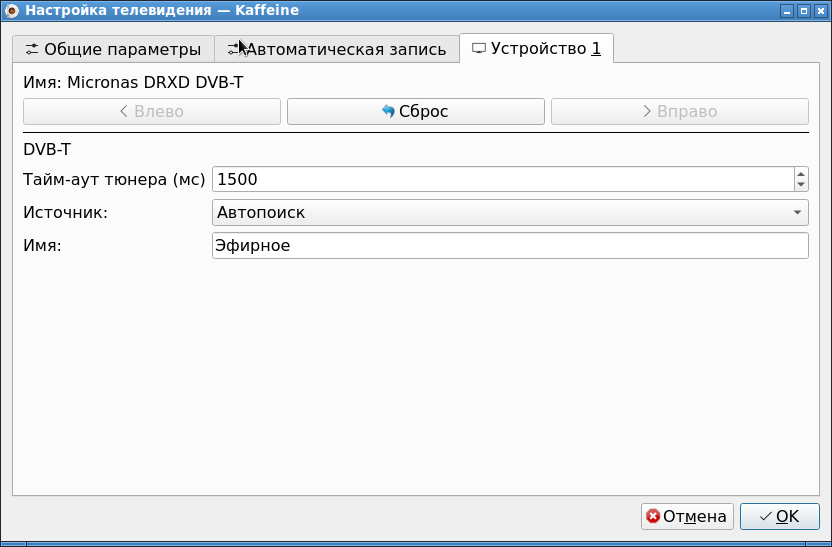 Настройка телевидения — Kaffeine
Общие параметры Автоматическая запись Устройство 1
Имя: Micronas DRXD DVB-T
Влево Сброс Вправо
DVB-T
Тайм-аут тюнера (мс) 1500
Источник: Автопоиск
Имя: Эфирное
Отмена OK